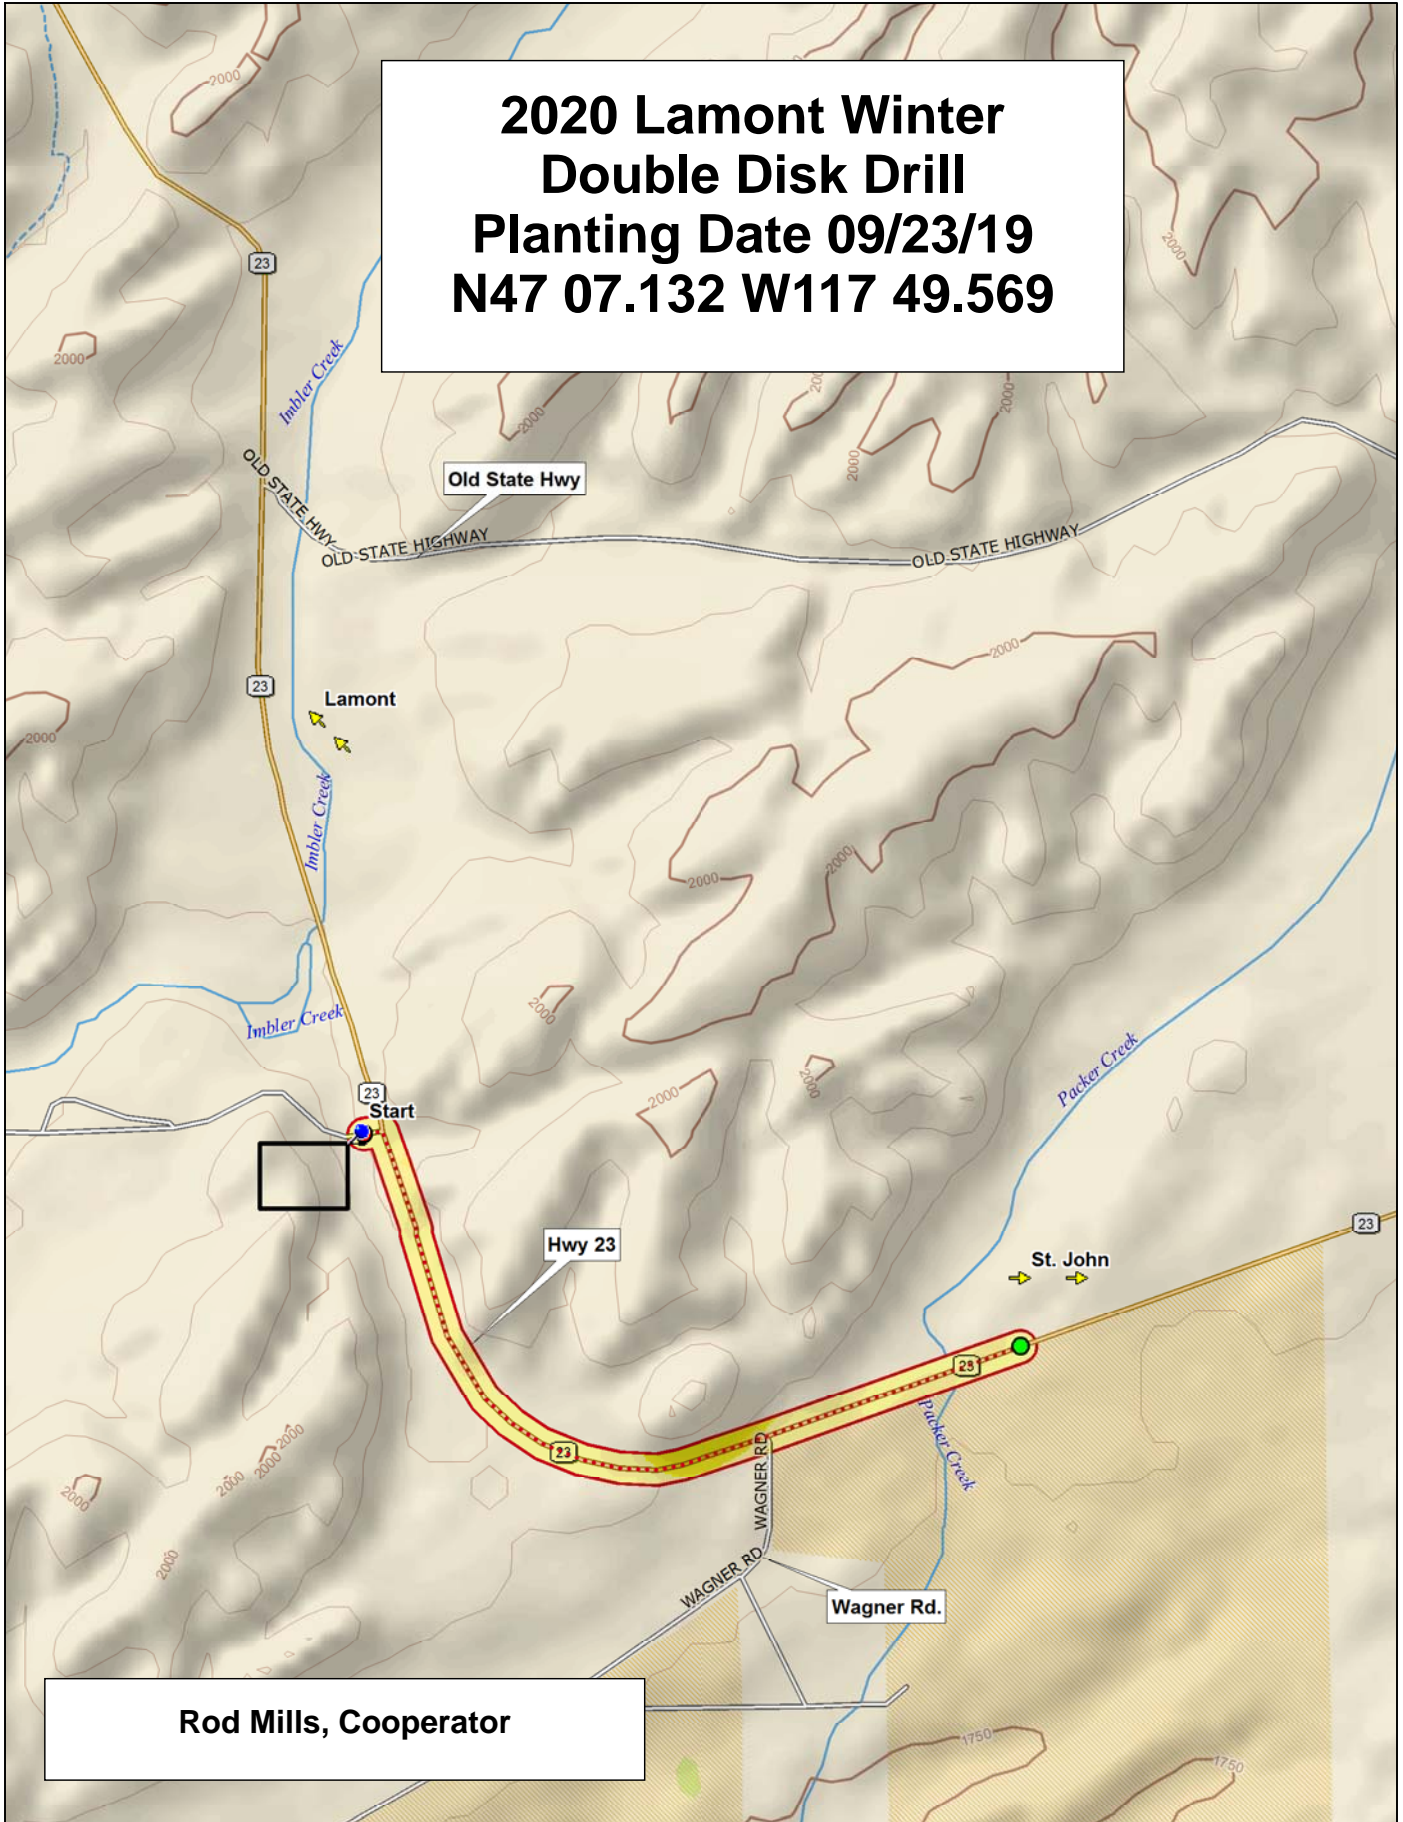 2020 Lamont Winter
Double Disk Drill
Planting Date 09/23/19
N47 07.132 W117 49.569
2000
2000
23
2000
Imbler Creek
200
2000
2000
2000
OLD STATE HWY
Old State Hwy
OLD STATE HIGHWAY
OLD STATE HIGHWAY
2000
23
Lamont
2000
Imbler Creek
2000
2000
2000
Imbler Creek
Packer Creek
2000
2000
23
Start
23
Hwy 23
St. John
23
23
Packer Creek
WAGNER RD
2000
2000
2000
2000
2000
WAGNER RD
Wagner Rd.
Rod Mills, Cooperator
1750
1750